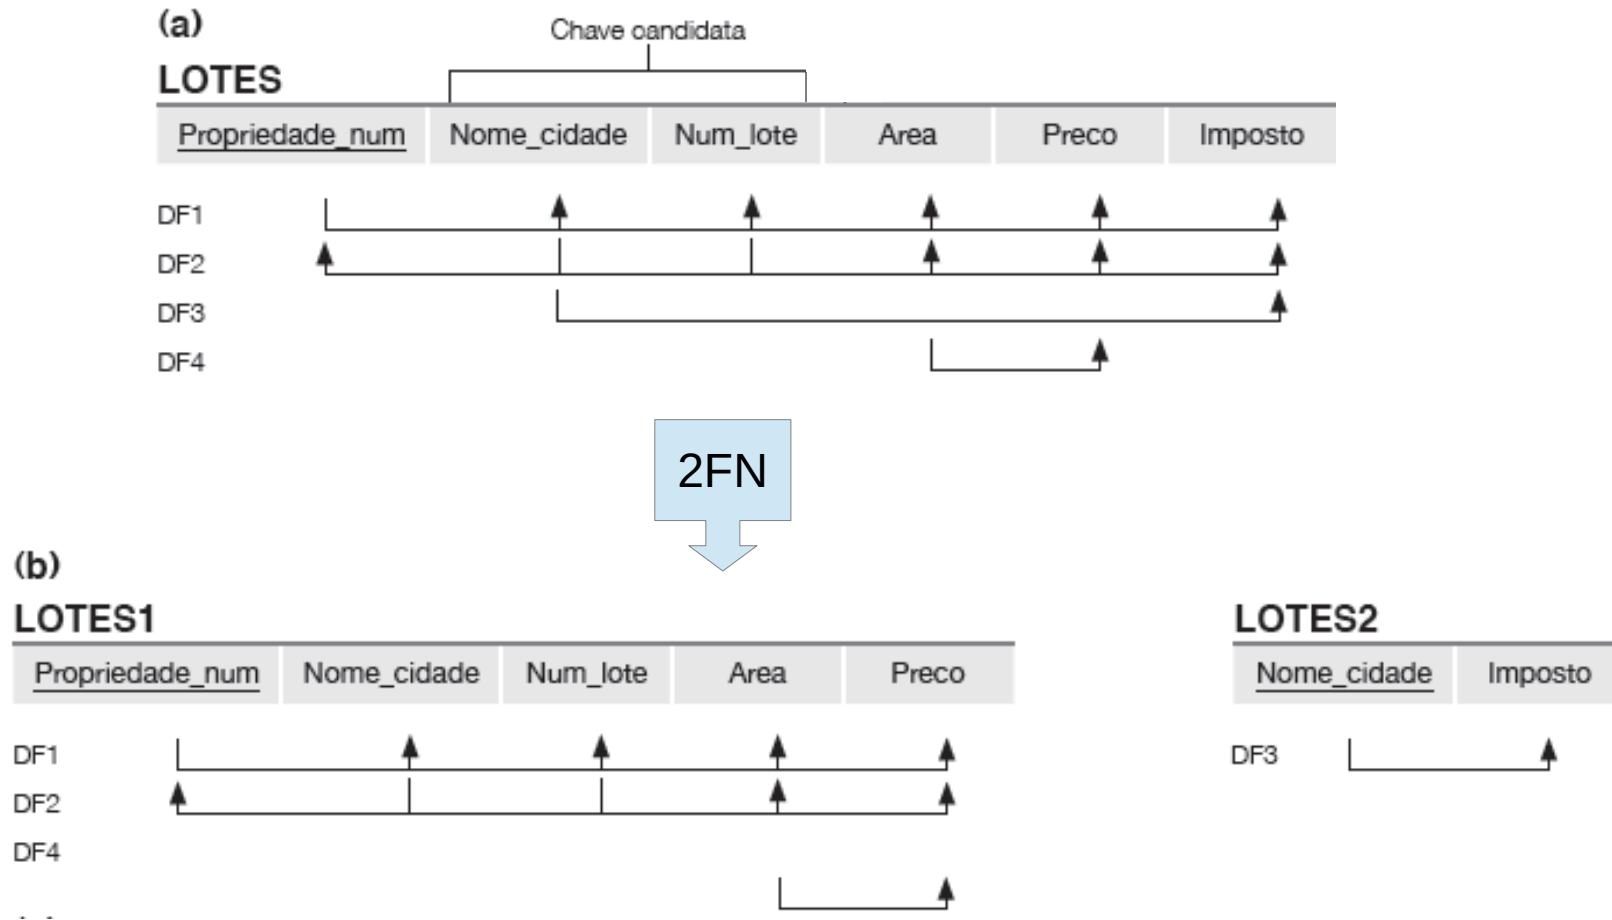 (a)
Chave candidata
LOTES
Propriedade_num Nome_cidade Num_lote Area Preco Imposto
DF1
DF2
DF3
DF4
2FN
(b)
LOTES1 LOTES2
Propriedade_num Nome_cidade Num_lote Area Preco Nome_cidade Imposto
DF1 DF3
DF2
DF4